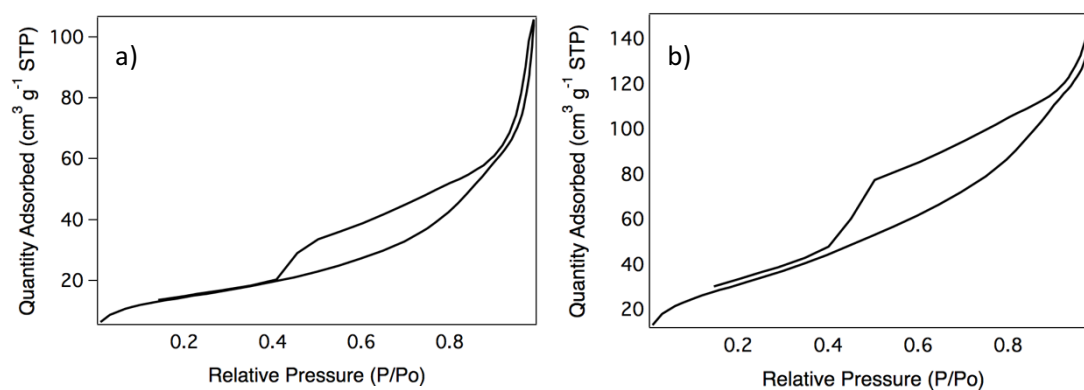 a)
Quantity Adsorbed (cm³ g⁻¹ STP)
100
80
60
40
20
0.2 0.4 0.6 0.8
Relative Pressure (P/Po)
b)
Quantity Adsorbed (cm³ g⁻¹ STP)
140
120
100
80
60
40
20
0.2 0.4 0.6 0.8
Relative Pressure (P/Po)